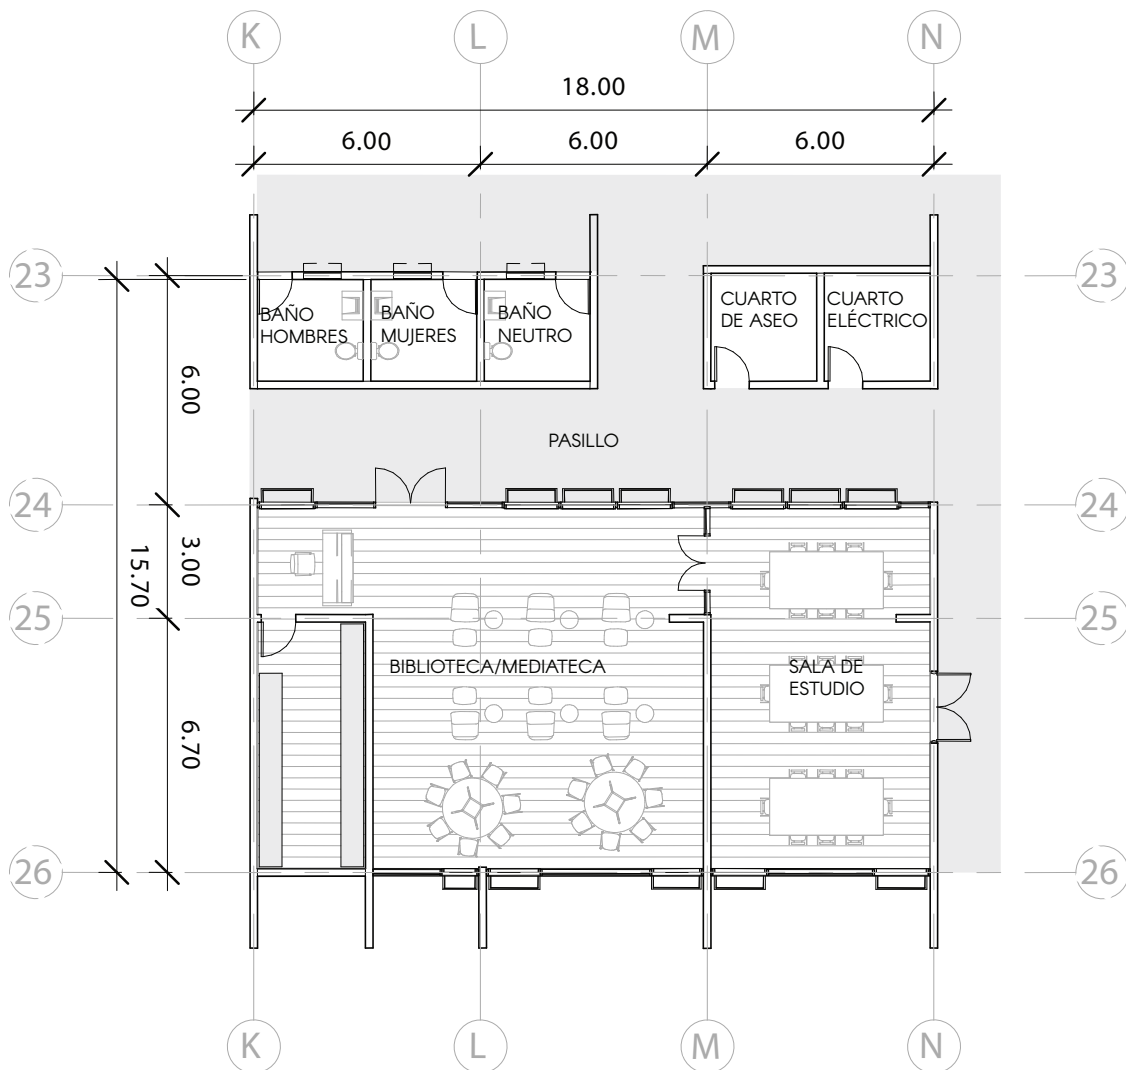 K
L
M
N
18.00
6.00
6.00
6.00
23
23
BAÑO
HOMBRES
BAÑO
MUJERES
BAÑO
NEUTRO
CUARTO
DE ASEO
CUARTO
ELÉCTRICO
6.00
PASILLO
24
24
3.00
15.70
25
25
BIBLIOTECA/MEDIATECA
SALA DE
ESTUDIO
6.70
26
26
K
L
M
N